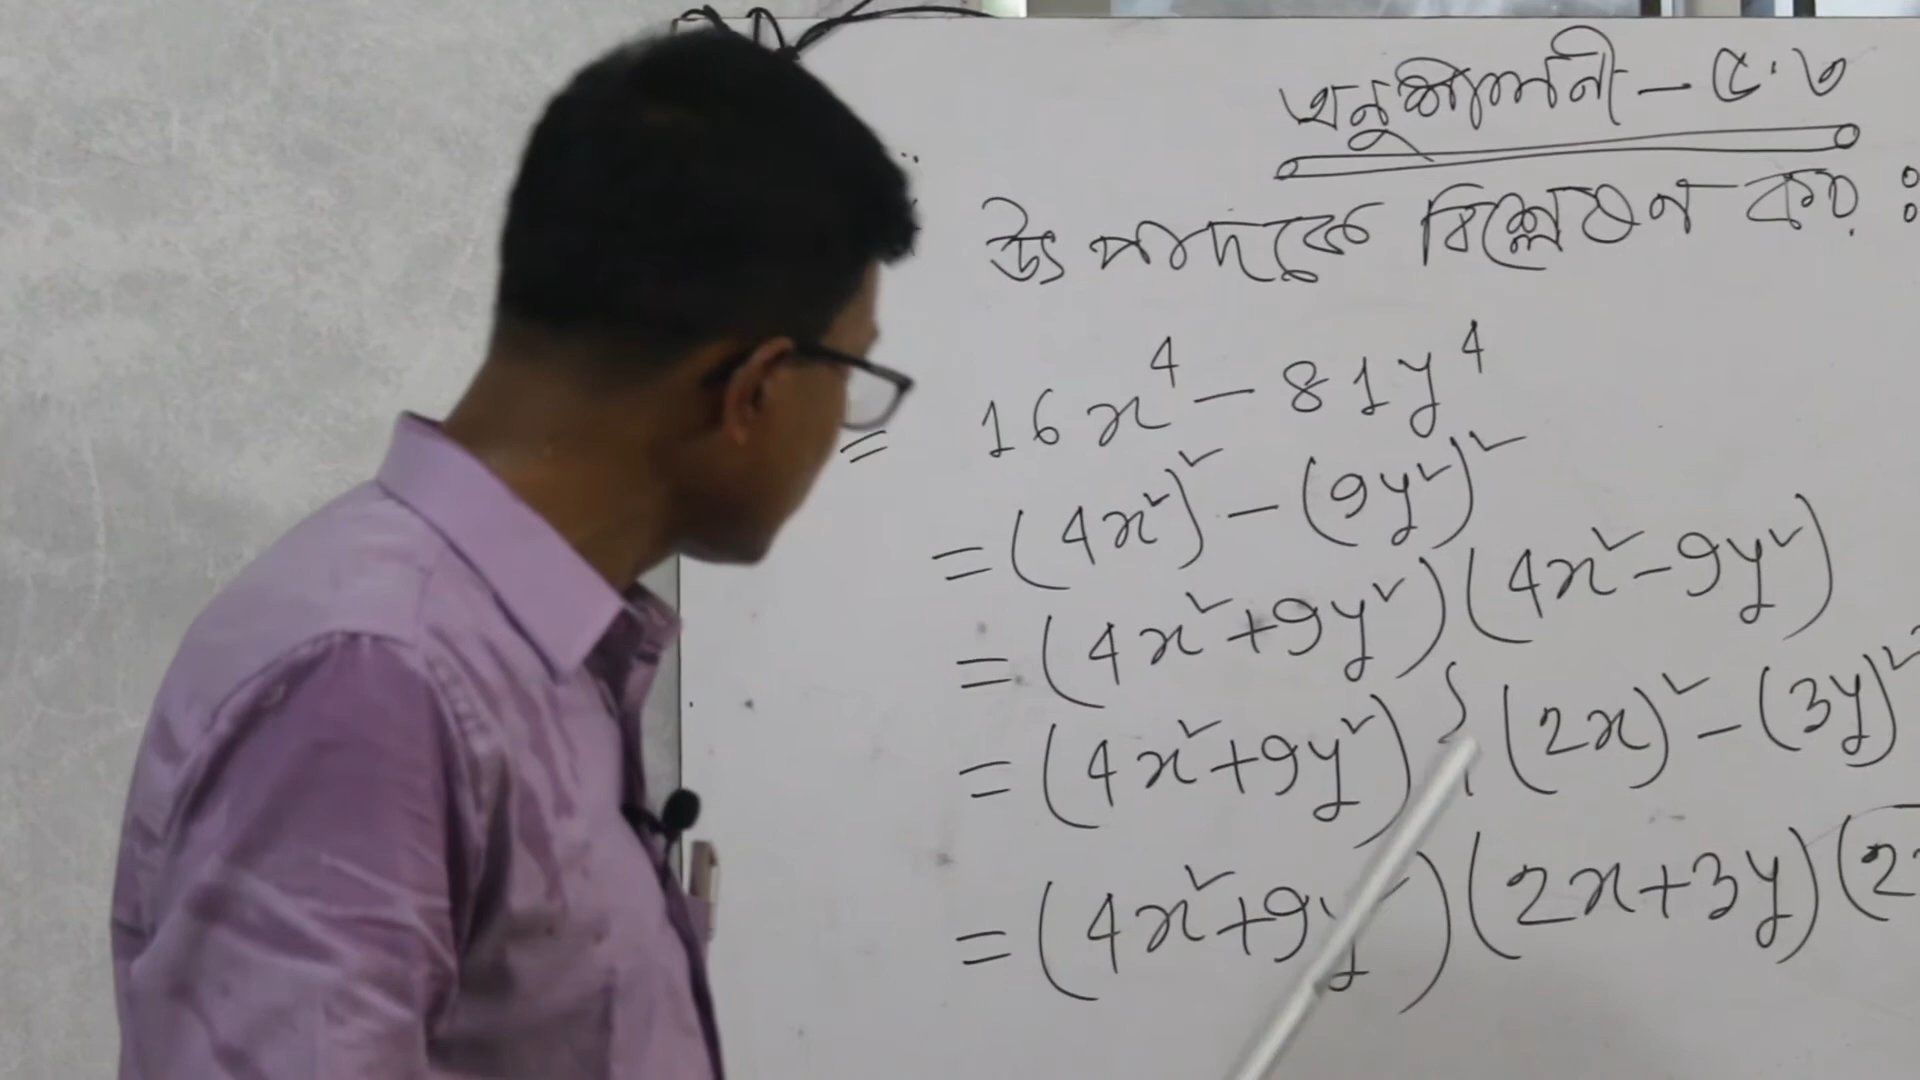 অনুশীলনী - ৫.৩
উৎপাদকে বিশ্লেষণ কর :
16x⁴ - 81y⁴
= (4x²)² - (9y²)²
= (4x²+9y²)(4x²-9y²)
= (4x²+9y²){(2x)² - (3y)²
= (4x²+9y²)(2x+3y)(2